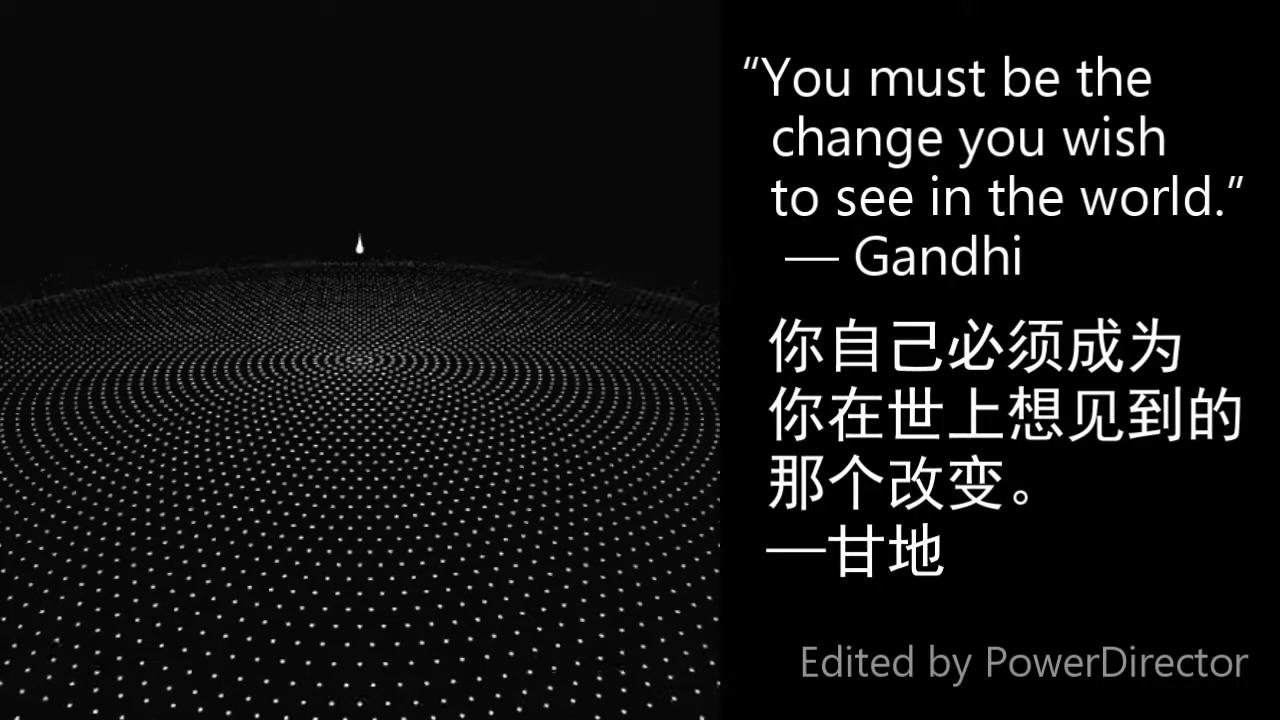 “You must be the
change you wish
to see in the world.”
— Gandhi
你自己必须成为
你在世上想见到的
那个改变。
—甘地
Edited by PowerDirector